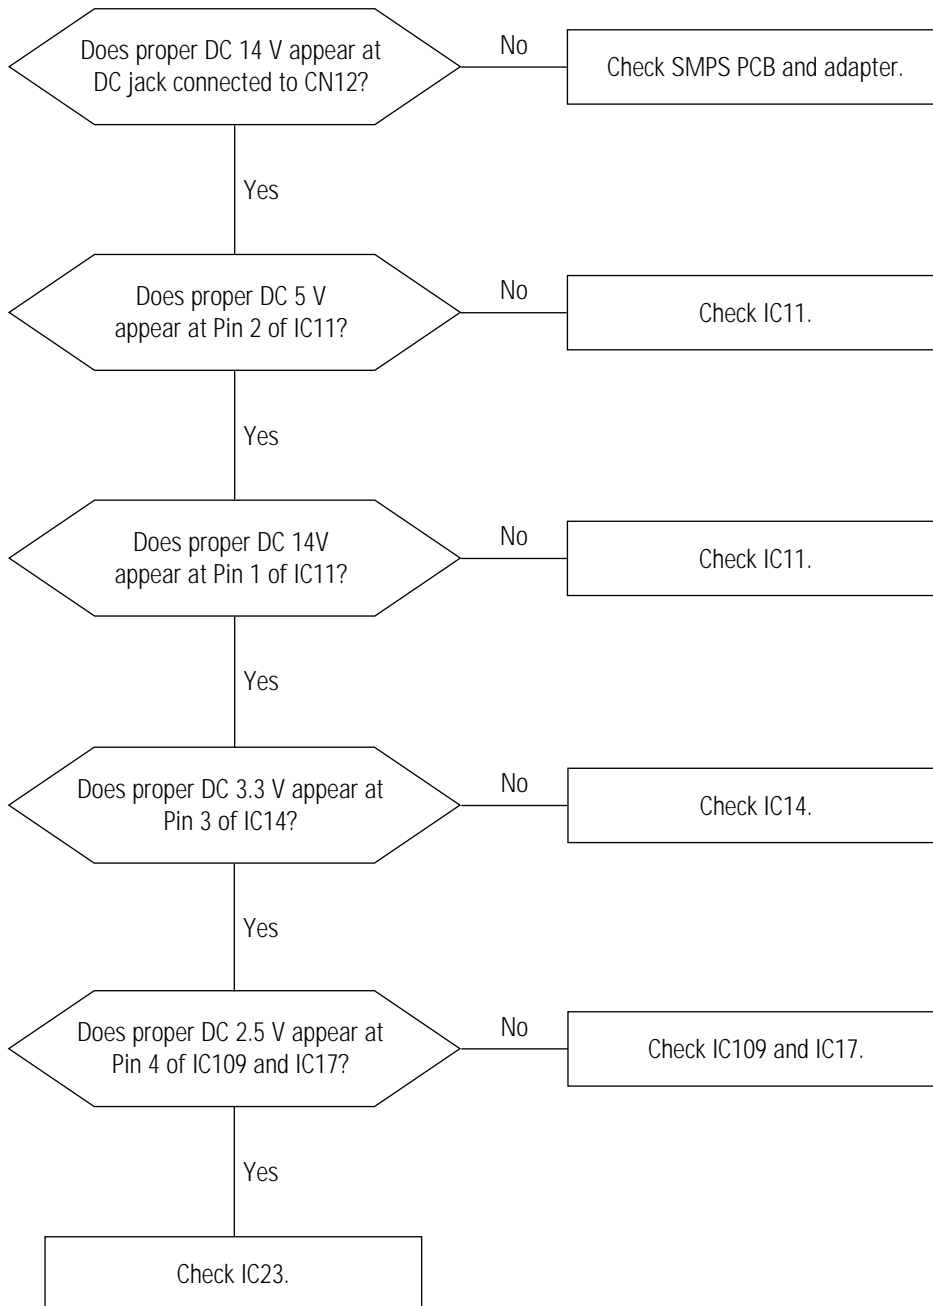 Does proper DC 14 V appear at
DC jack connected to CN12?
No
Check SMPS PCB and adapter.
Yes
Does proper DC 5 V
appear at Pin 2 of IC11?
No
Check IC11.
Yes
Does proper DC 14V
appear at Pin 1 of IC11?
No
Check IC11.
Yes
Does proper DC 3.3 V appear at
Pin 3 of IC14?
No
Check IC14.
Yes
Does proper DC 2.5 V appear at
Pin 4 of IC109 and IC17?
No
Check IC109 and IC17.
Yes
Check IC23.